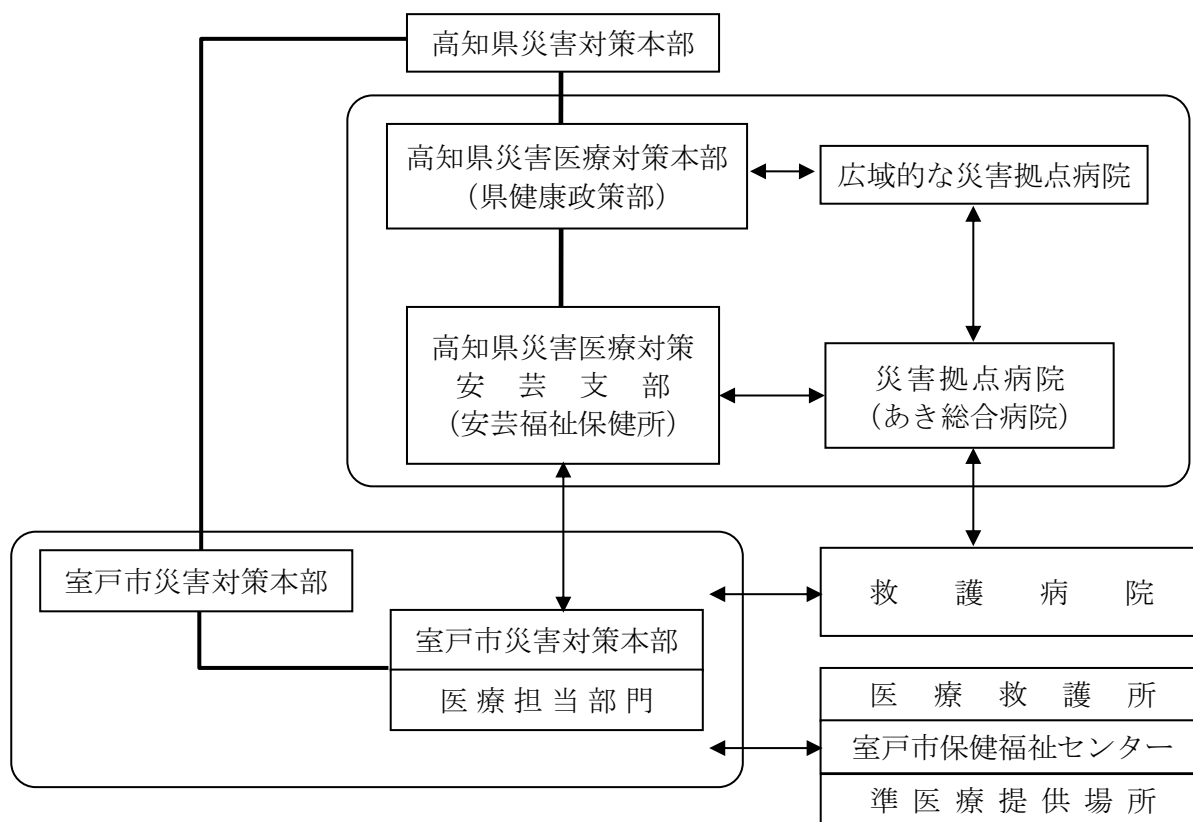 高知県災害対策本部
高知県災害医療対策本部
（県健康政策部）
広域的な災害拠点病院
高知県災害医療対策
安芸支部
（安芸福祉保健所）
災害拠点病院
（あき総合病院）
室戸市災害対策本部
救護病院
室戸市災害対策本部
医療担当部門
医療救護所
室戸市保健福祉センター
準医療提供場所